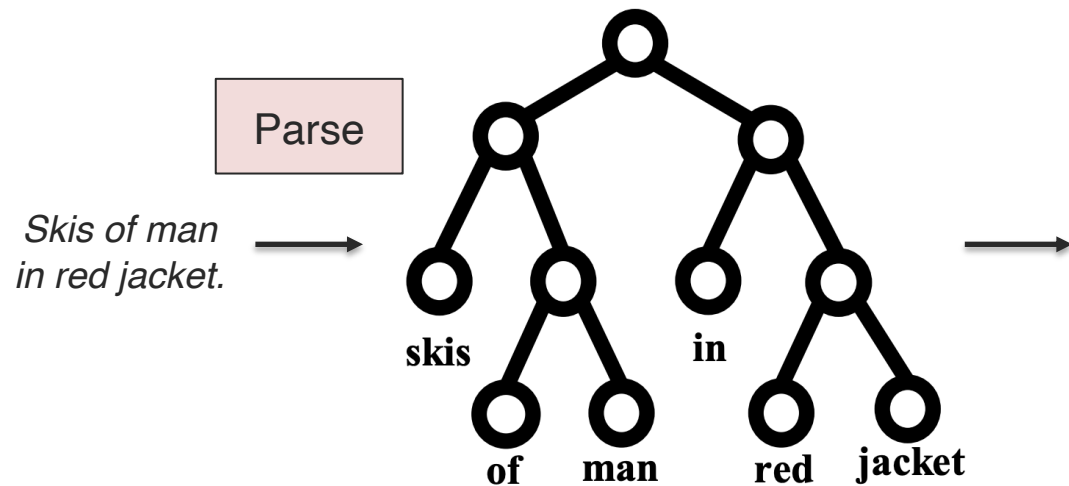 Parse
Skis of man
in red jacket.
skis
in
of
man
red
jacket